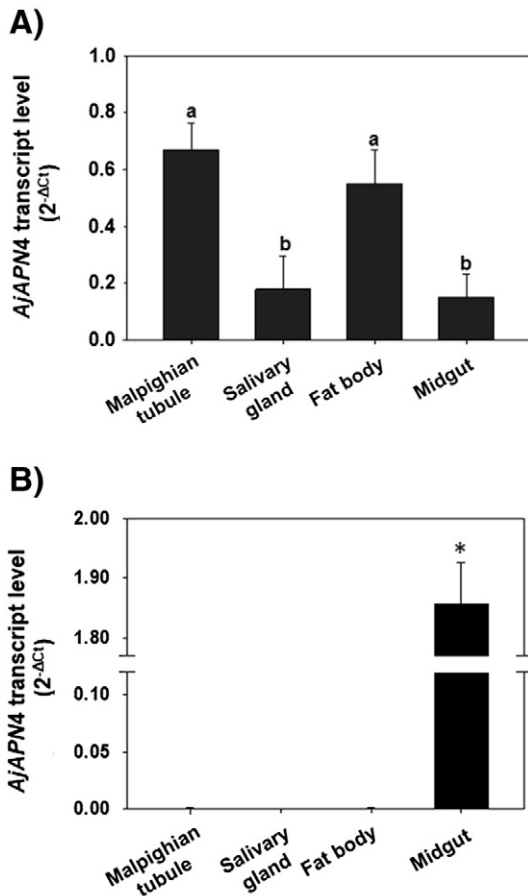 A)
AjAPN4 transcript level
(2-ΔCt)
1.0
0.8
0.6
0.4
0.2
0.0
a
b
a
b
Malpighian
tubule
Salivary
gland
Fat body
Midgut
B)
AjAPN4 transcript level
(2-ΔCt)
2.00
1.90
1.80
0.10
0.05
0.00
*
Malpighian
tubule
Salivary
gland
Fat body
Midgut